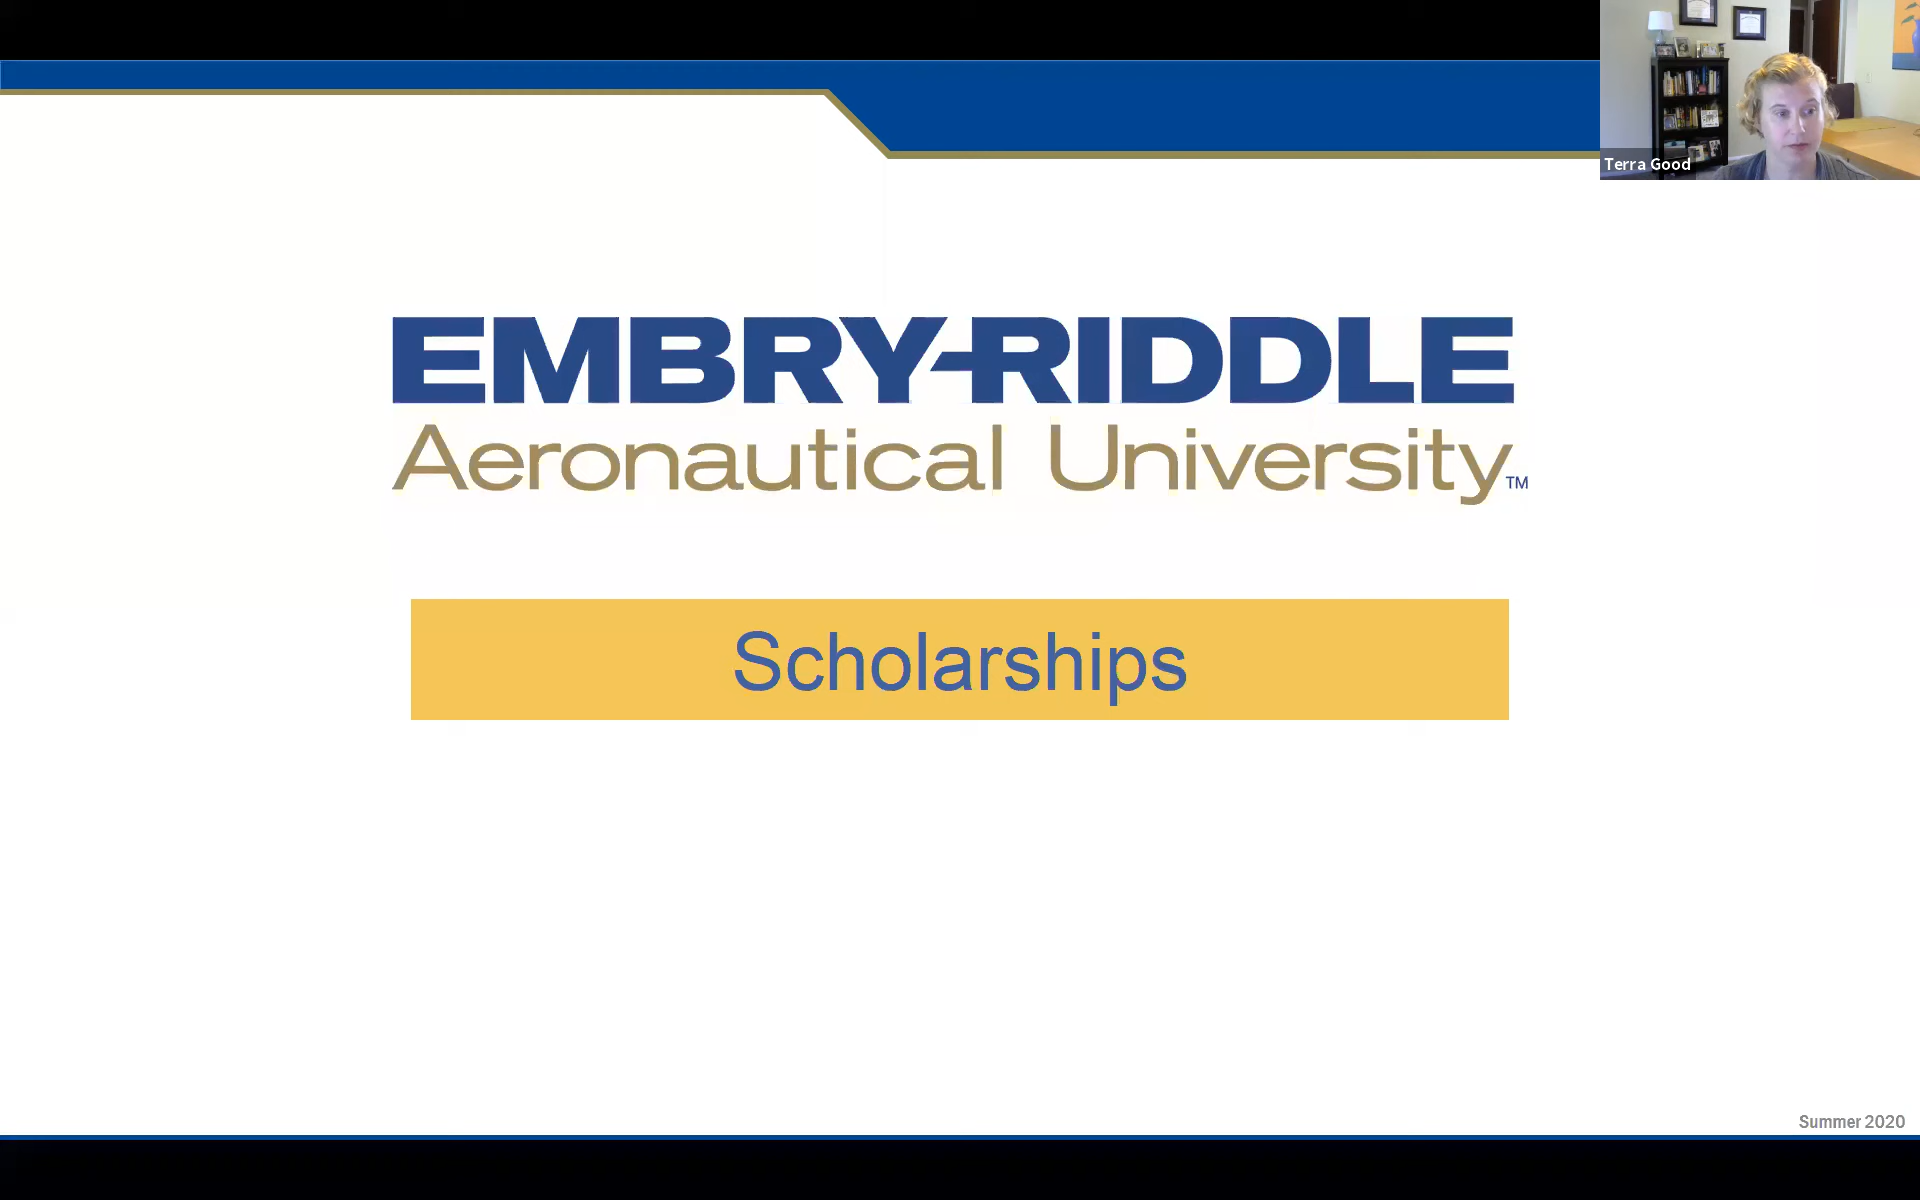 Terra Good
EMBRY-RIDDLE
Aeronautical University™
Scholarships
Summer 2020